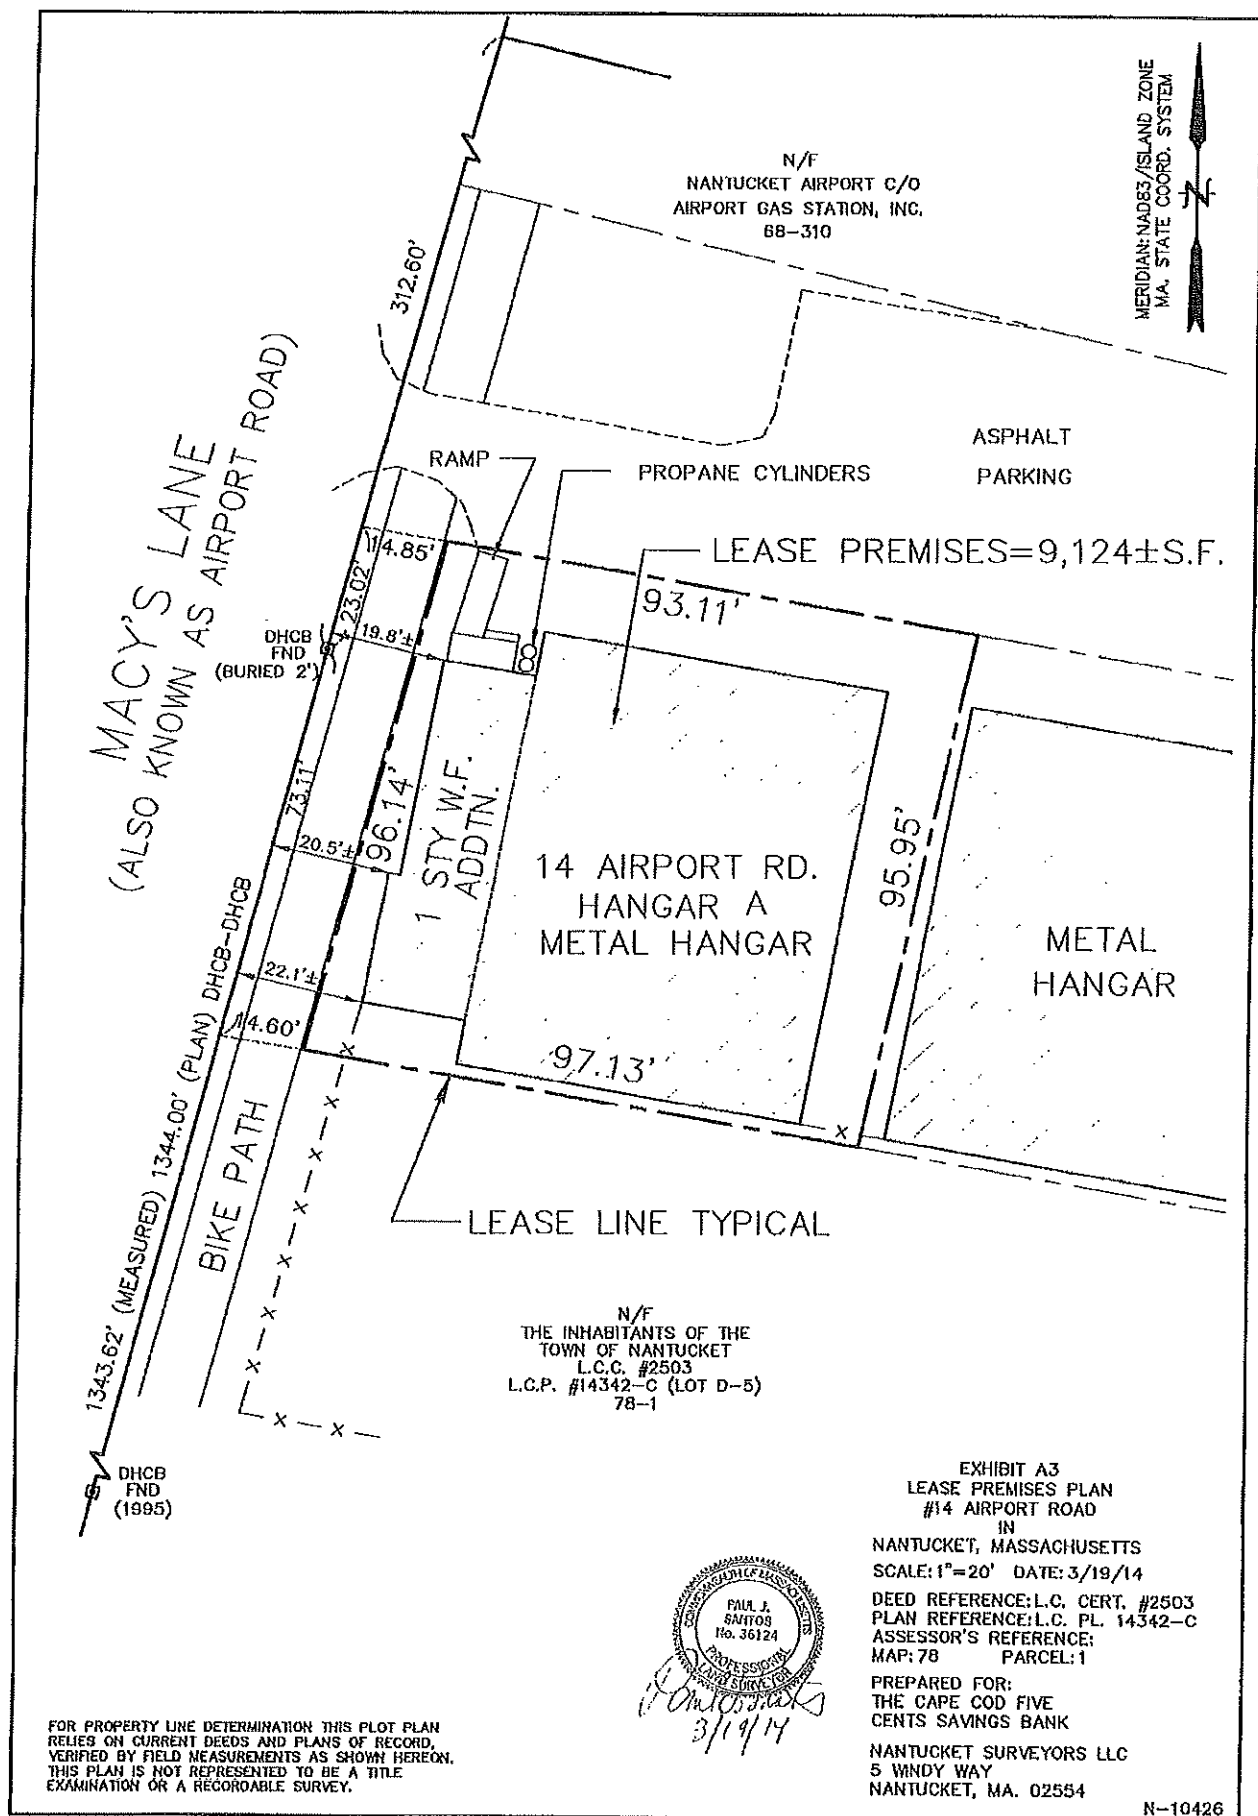 MERIDIAN:NAD83/ISLAND ZONE
MA. STATE COORD. SYSTEM
N
N/F
NANTUCKET AIRPORT C/O
AIRPORT GAS STATION, INC.
68-310
312.60'
MACY'S LANE
(ALSO KNOWN AS AIRPORT ROAD)
RAMP
PROPANE CYLINDERS
ASPHALT
PARKING
LEASE PREMISES=9,124±S.F.
14.85'
93.11'
23.02'
19.8'±
DHCB
FND
(BURIED 2')
73.11'
96.14'
20.5'±
1 STY W.F.
ADDTN.
14 AIRPORT RD.
HANGAR A
METAL HANGAR
95.95'
METAL
HANGAR
22.1'±
14.60'
97.13'
1343.62' (MEASURED) 1344.00' (PLAN) DHCB-DHCB
BIKE PATH
LEASE LINE TYPICAL
N/F
THE INHABITANTS OF THE
TOWN OF NANTUCKET
L.C.C. #2503
L.C.P. #14342-C (LOT D-5)
78-1
DHCB
FND
(1995)
EXHIBIT A3
LEASE PREMISES PLAN
#14 AIRPORT ROAD
IN
NANTUCKET, MASSACHUSETTS
SCALE: 1"=20' DATE: 3/19/14
DEED REFERENCE: L.C. CERT. #2503
PLAN REFERENCE: L.C. PL. 14342-C
ASSESSOR'S REFERENCE:
MAP: 78 PARCEL: 1
PREPARED FOR:
THE CAPE COD FIVE
CENTS SAVINGS BANK
NANTUCKET SURVEYORS LLC
5 WINDY WAY
NANTUCKET, MA. 02554
N-10426
COMMONWEALTH OF MASSACHUSETTS
PAUL J.
SANTOS
No. 36124
PROFESSIONAL
LAND SURVEYOR
3/19/14
FOR PROPERTY LINE DETERMINATION THIS PLOT PLAN
RELIES ON CURRENT DEEDS AND PLANS OF RECORD,
VERIFIED BY FIELD MEASUREMENTS AS SHOWN HEREON.
THIS PLAN IS NOT REPRESENTED TO BE A TITLE
EXAMINATION OR A RECORDABLE SURVEY.